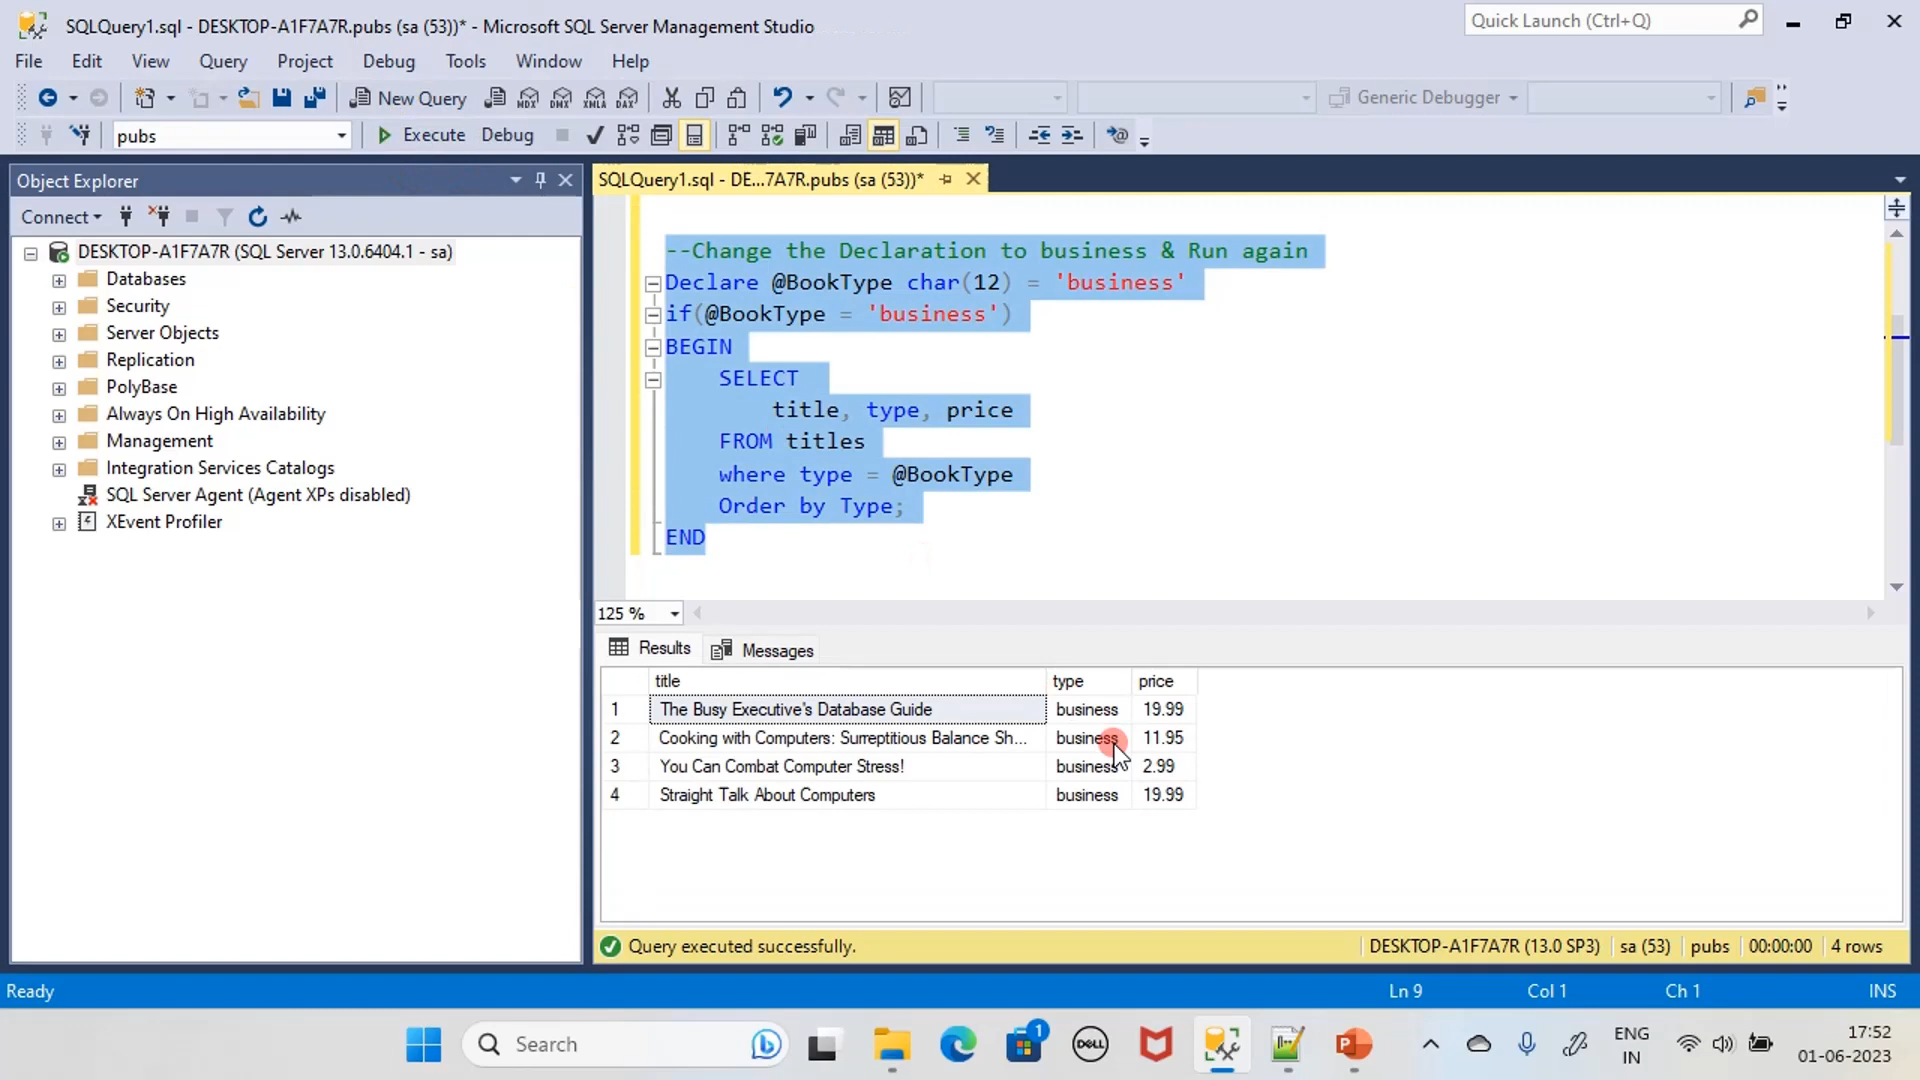 SQLQuery1.sql - DESKTOP-A1F7A7R.pubs (sa (53))* - Microsoft SQL Server Management Studio
Quick Launch (Ctrl+Q)
File Edit View Query Project Debug Tools Window Help
New Query MDX DMX XMLA DAX Generic Debugger
pubs Execute Debug
Object Explorer
SQLQuery1.sql - DE...7A7R.pubs (sa (53))*
Connect
DESKTOP-A1F7A7R (SQL Server 13.0.6404.1 - sa)
Databases
Security
Server Objects
Replication
PolyBase
Always On High Availability
Management
Integration Services Catalogs
SQL Server Agent (Agent XPs disabled)
XEvent Profiler
--Change the Declaration to business & Run again
Declare @BookType char(12) = 'business'
if(@BookType = 'business')
BEGIN
SELECT
title, type, price
FROM titles
where type = @BookType
Order by Type;
END
125 %
Results Messages
title type price
1 The Busy Executive's Database Guide business 19.99
2 Cooking with Computers: Surreptitious Balance Sh... business 11.95
3 You Can Combat Computer Stress! business 2.99
4 Straight Talk About Computers business 19.99
Query executed successfully. DESKTOP-A1F7A7R (13.0 SP3) sa (53) pubs 00:00:00 4 rows
Ready Ln 9 Col 1 Ch 1 INS
Search
1
DELL
ENG
IN
17:52
01-06-2023